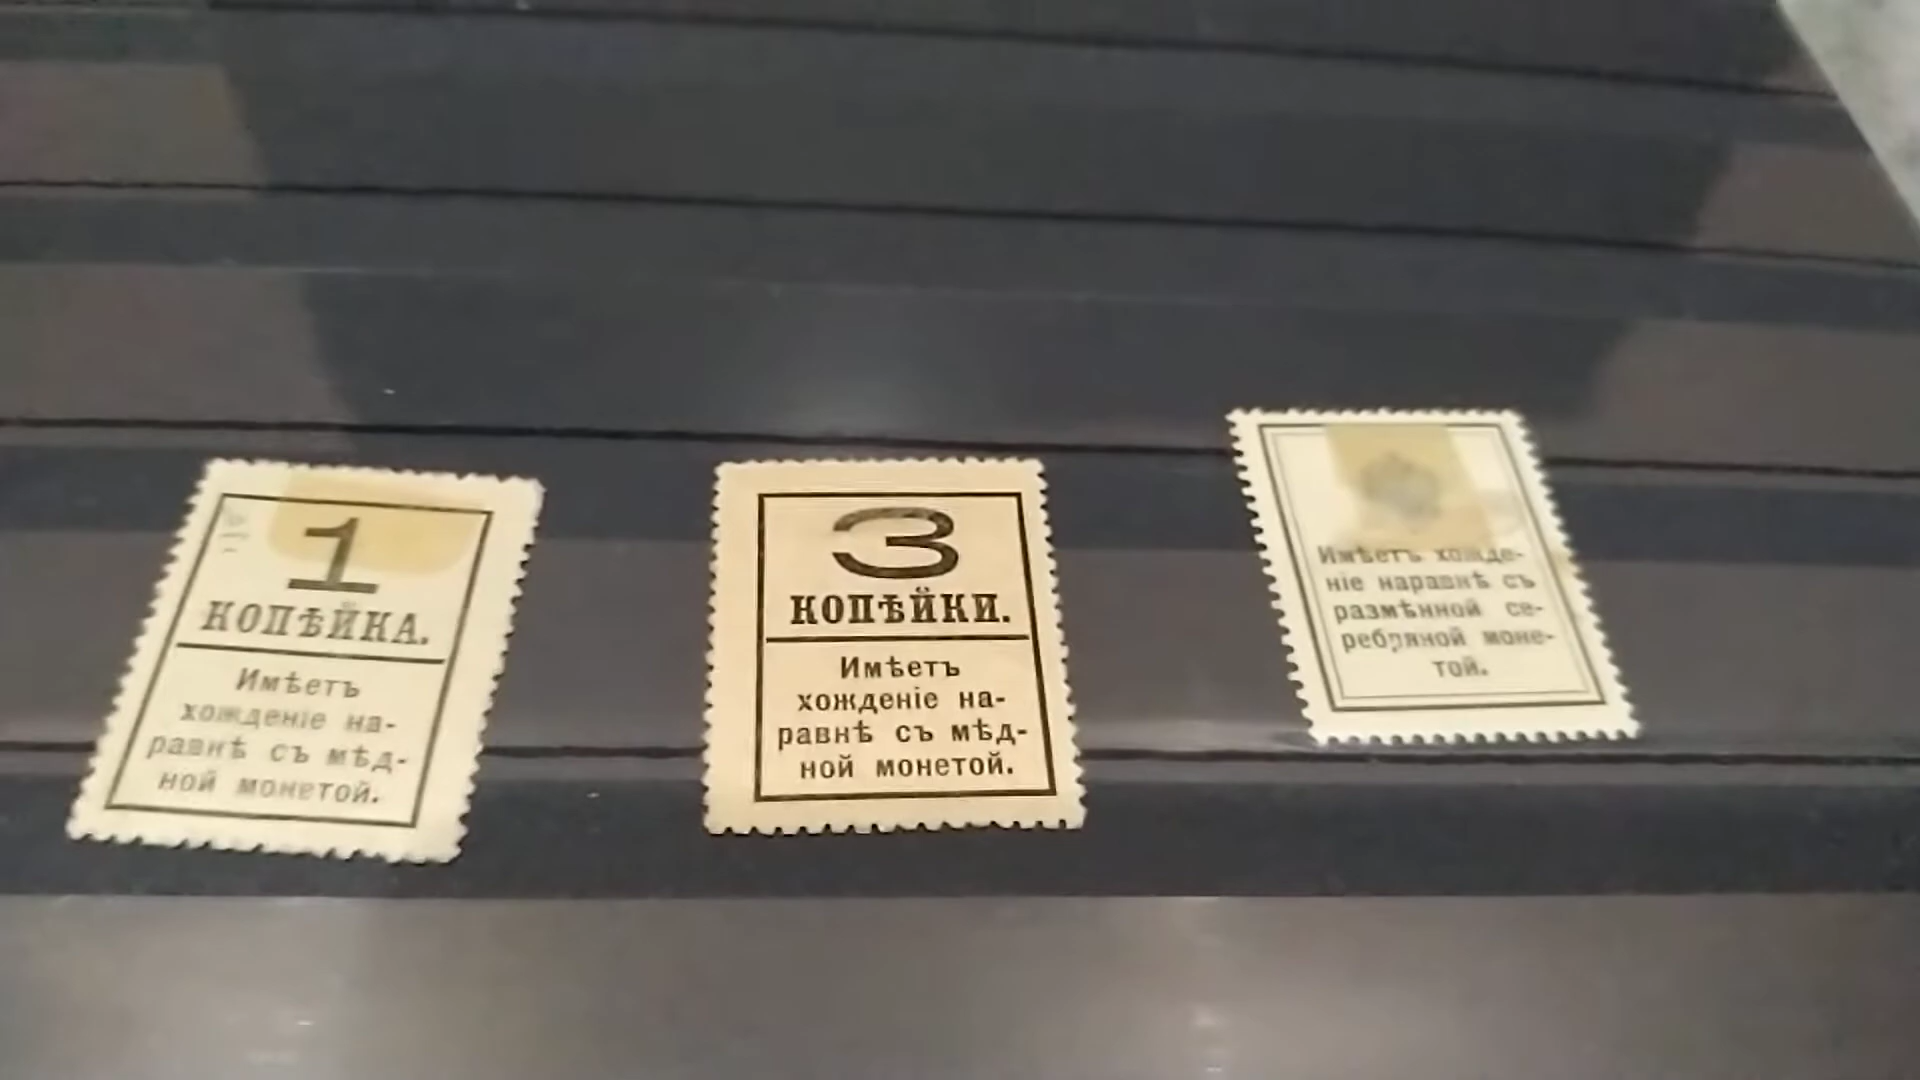 1
КОПѢЙКА.
Имѣетъ
хожденіе на-
равнѣ съ мѣд-
ной монетой.
3
КОПѢЙКИ.
Имѣетъ
хожденіе на-
равнѣ съ мѣд-
ной монетой.
Имѣетъ хожде-
ніе наравнѣ съ
размѣнной се-
ребряной моне-
той.